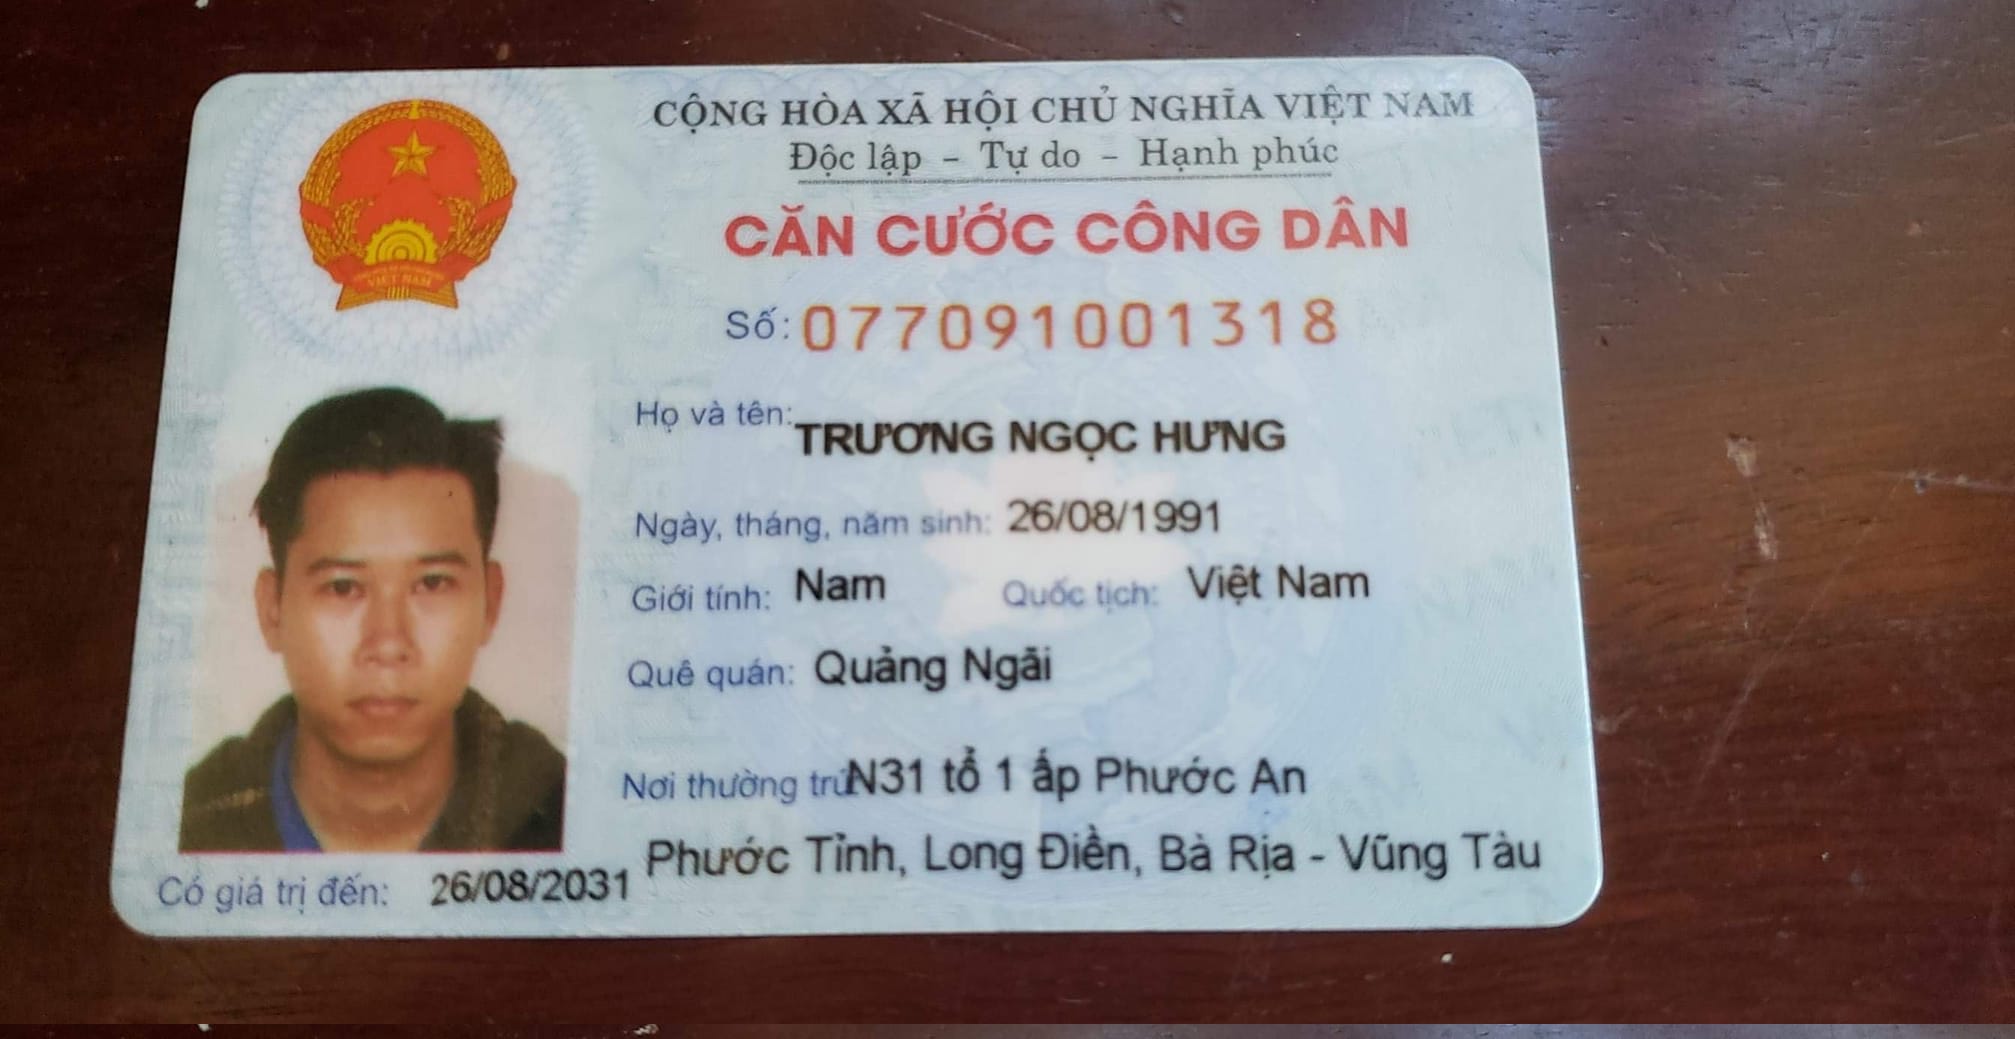 CỘNG HÒA XÃ HỘI CHỦ NGHĨA VIỆT NAM
Độc lập - Tự do - Hạnh phúc
CĂN CƯỚC CÔNG DÂN
Số: 077091001318
Họ và tên: TRƯƠNG NGỌC HƯNG
Ngày, tháng, năm sinh: 26/08/1991
Giới tính: Nam Quốc tịch: Việt Nam
Quê quán: Quảng Ngãi
Nơi thường trú N31 tổ 1 ấp Phước An
Phước Tỉnh, Long Điền, Bà Rịa - Vũng Tàu
Có giá trị đến: 26/08/2031
VIỆT NAM